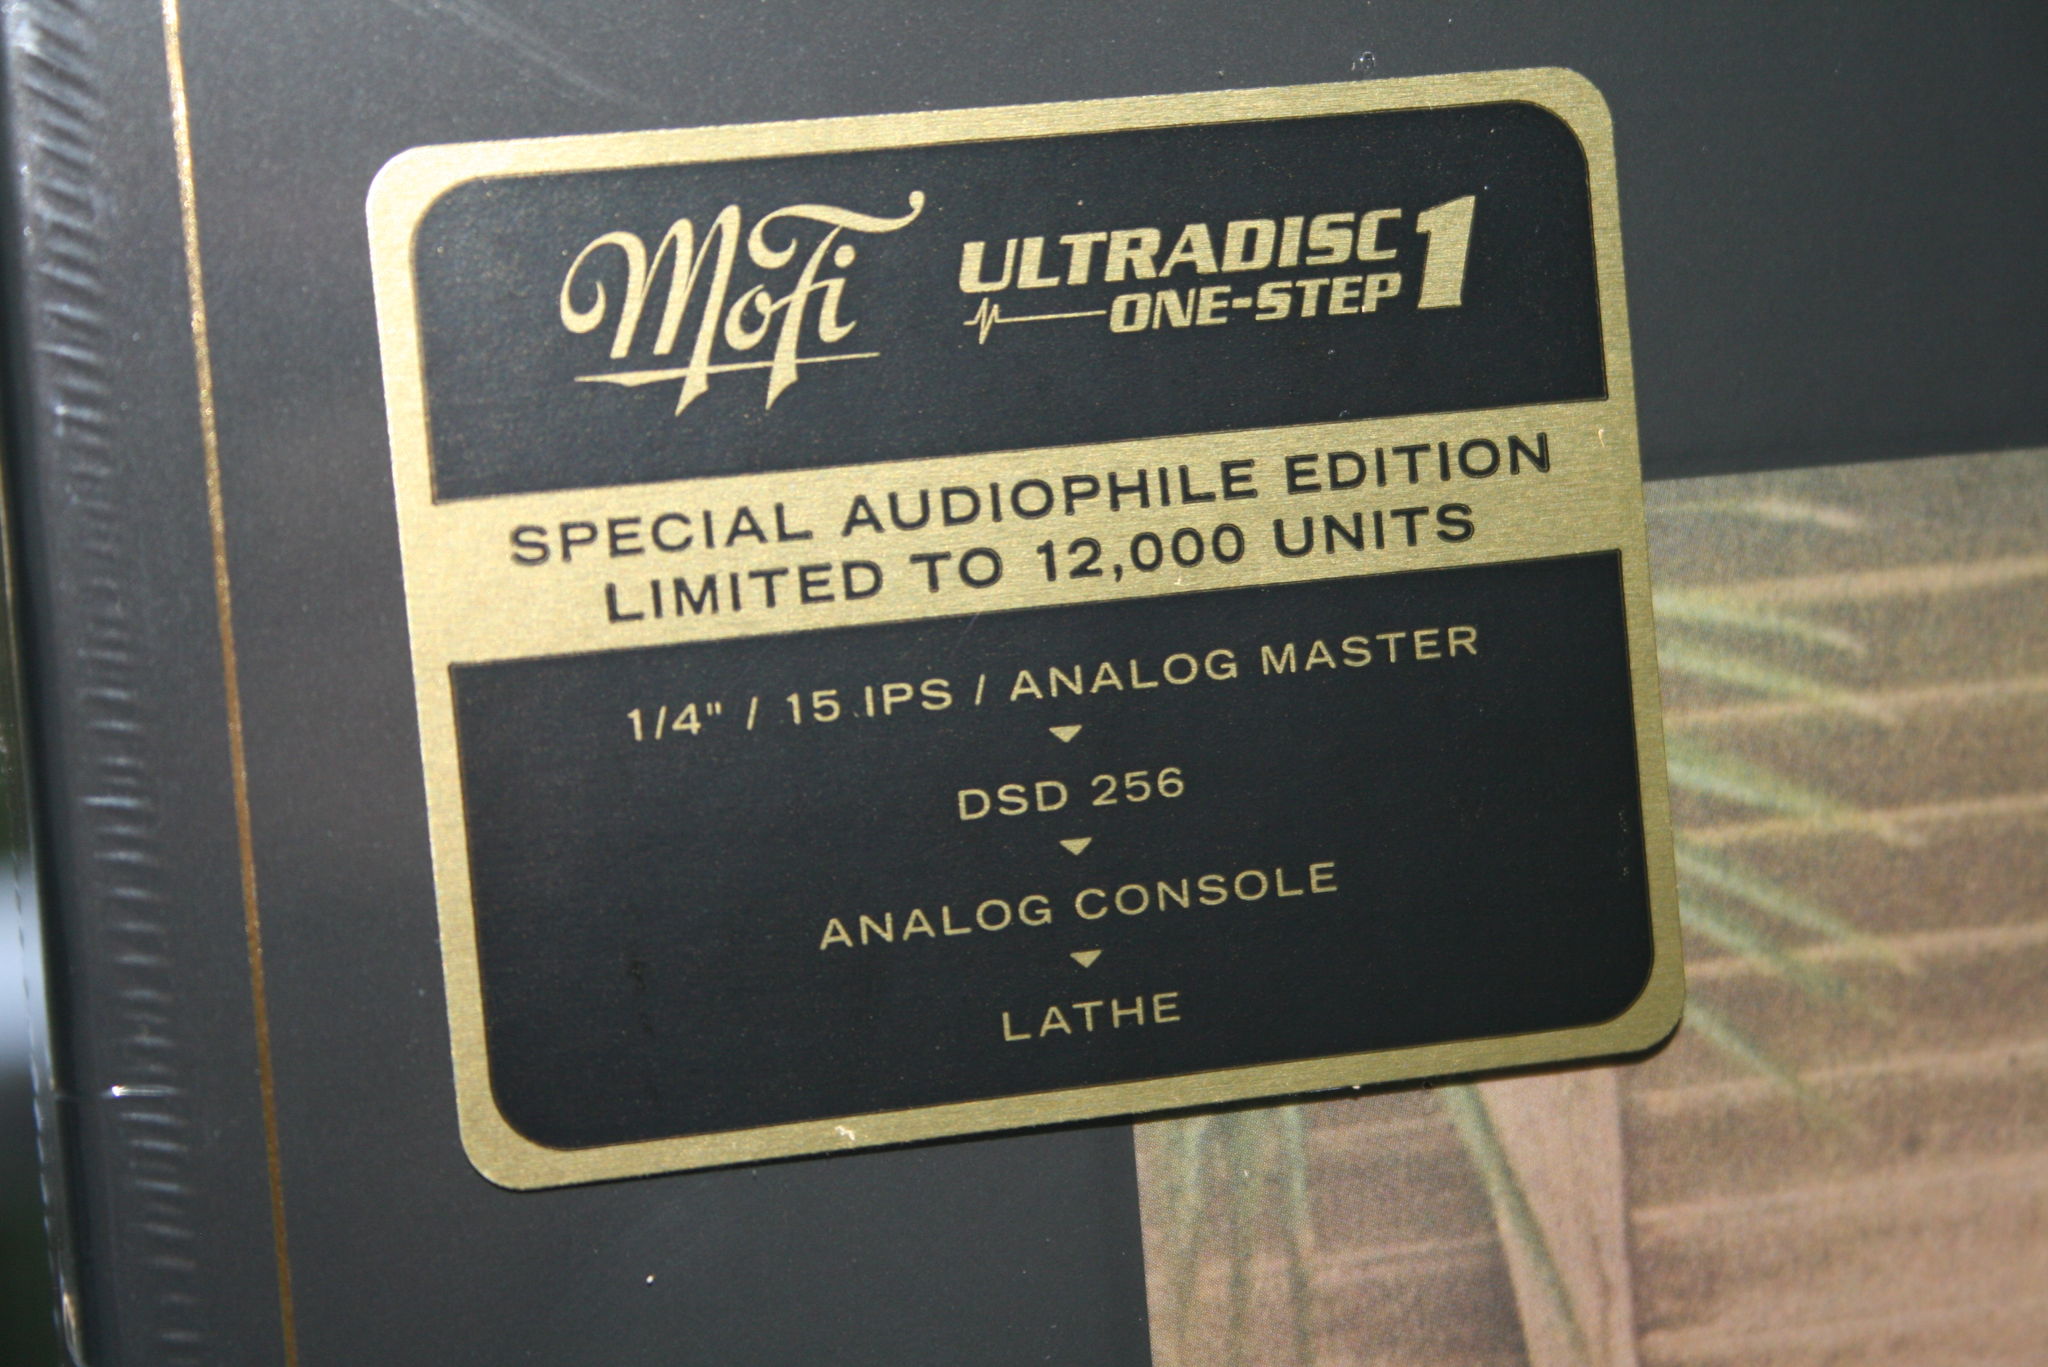 MoFi
ULTRADISC
ONE-STEP 1
SPECIAL AUDIOPHILE EDITION
LIMITED TO 12,000 UNITS
1/4" / 15 IPS / ANALOG MASTER
DSD 256
ANALOG CONSOLE
LATHE